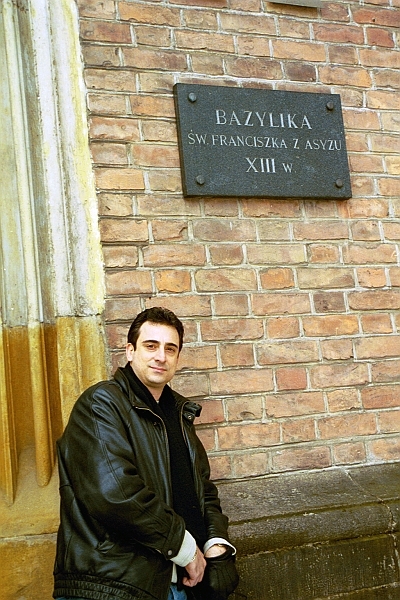 BAZYLIKA
ŚW. FRANCISZKA Z ASYŻU
XIII w.